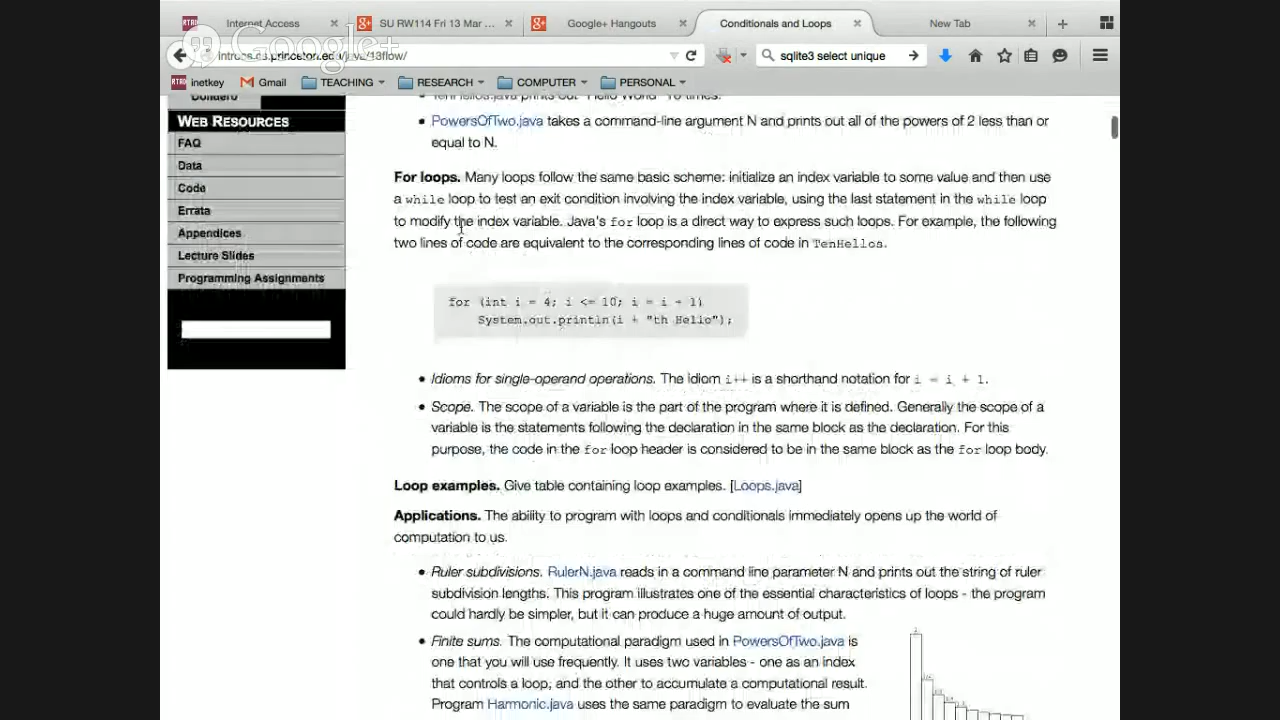 Internet Access
SU RW114 Fri 13 Mar ...
Google+ Hangouts
Conditionals and Loops
New Tab
Google+
introcs.cs.princeton.edu/java/13flow/
sqlite3 select unique
inetkey
Gmail
TEACHING
RESEARCH
COMPUTER
PERSONAL
WEB RESOURCES
FAQ
Data
Code
Errata
Appendices
Lecture Slides
Programming Assignments
TenHellos.java prints out "Hello World" 10 times.
PowersOfTwo.java takes a command-line argument N and prints out all of the powers of 2 less than or
equal to N.
For loops. Many loops follow the same basic scheme: initialize an index variable to some value and then use
a while loop to test an exit condition involving the index variable, using the last statement in the while loop
to modify the index variable. Java's for loop is a direct way to express such loops. For example, the following
two lines of code are equivalent to the corresponding lines of code in TenHellos.
for (int i = 4; i <= 10; i = i + 1)
System.out.println(i + "th Hello");
• Idioms for single-operand operations. The idiom i++ is a shorthand notation for i = i + 1.
• Scope. The scope of a variable is the part of the program where it is defined. Generally the scope of a
variable is the statements following the declaration in the same block as the declaration. For this
purpose, the code in the for loop header is considered to be in the same block as the for loop body.
Loop examples. Give table containing loop examples. [Loops.java]
Applications. The ability to program with loops and conditionals immediately opens up the world of
computation to us.
• Ruler subdivisions. RulerN.java reads in a command line parameter N and prints out the string of ruler
subdivision lengths. This program illustrates one of the essential characteristics of loops - the program
could hardly be simpler, but it can produce a huge amount of output.
• Finite sums. The computational paradigm used in PowersOfTwo.java is
one that you will use frequently. It uses two variables - one as an index
that controls a loop, and the other to accumulate a computational result.
Program Harmonic.java uses the same paradigm to evaluate the sum